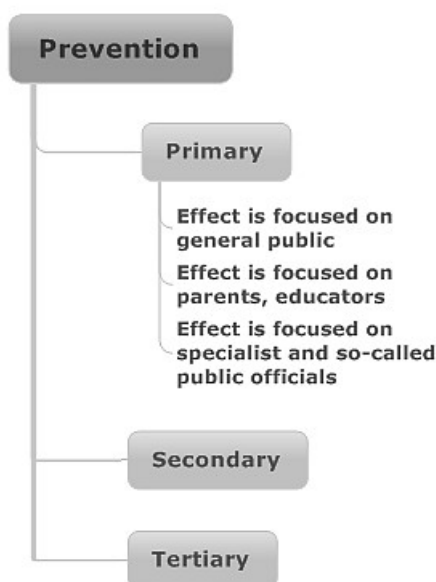 Prevention
Primary
Effect is focused on
general public
Effect is focused on
parents, educators
Effect is focused on
specialist and so-called
public officials
Secondary
Tertiary